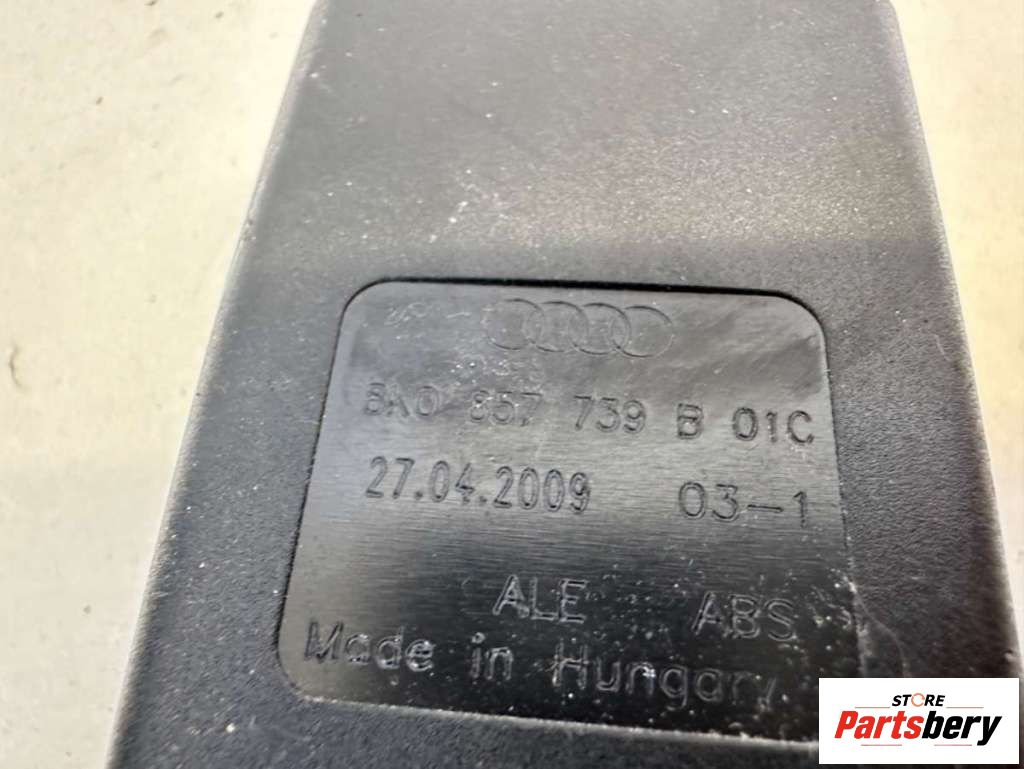 8K0 857 739 B 01C
27.04.2009 03-1
ALE ABS
Made in Hungary
STORE
Partsbery